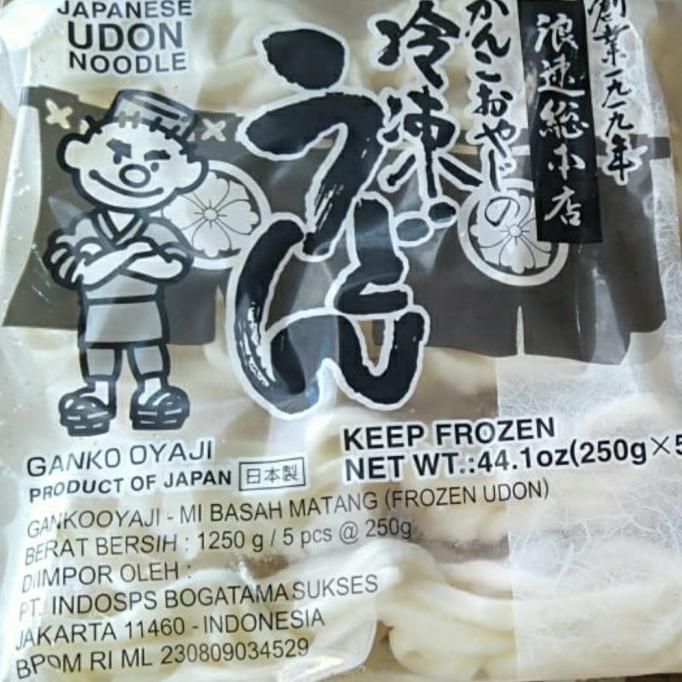 JAPANESE
UDON
NOODLE
創業一九一九年
浪速総本店
がんこおやじの
冷凍
うどん
GANKO OYAJI
PRODUCT OF JAPAN 日本製
KEEP FROZEN
NET WT.:44.1oz(250g×5
GANKOOYAJI - MI BASAH MATANG (FROZEN UDON)
BERAT BERSIH : 1250 g / 5 pcs @ 250g
DIIMPOR OLEH :
PT. INDOSPS BOGATAMA SUKSES
JAKARTA 11460 - INDONESIA
BPOM RI ML 230809034529